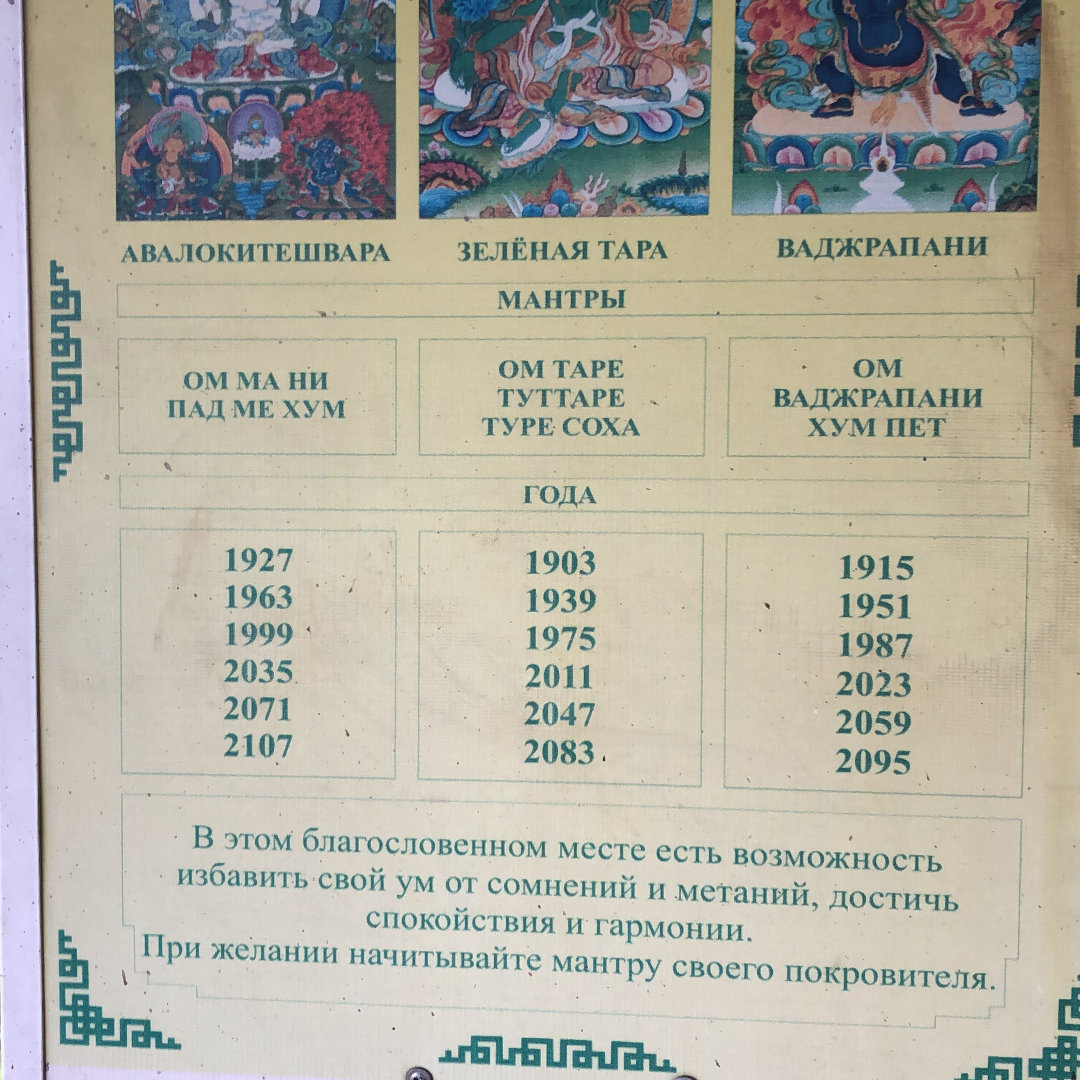 АВАЛОКИТЕШВАРА
ЗЕЛЁНАЯ ТАРА
ВАДЖРАПАНИ
МАНТРЫ
ОМ МА НИ
ПАД МЕ ХУМ
ОМ ТАРЕ
ТУТТАРЕ
ТУРЕ СОХА
ОМ
ВАДЖРАПАНИ
ХУМ ПЕТ
ГОДА
1927
1963
1999
2035
2071
2107
1903
1939
1975
2011
2047
2083
1915
1951
1987
2023
2059
2095
В этом благословенном месте есть возможность
избавить свой ум от сомнений и метаний, достичь
спокойствия и гармонии.
При желании начитывайте мантру своего покровителя.